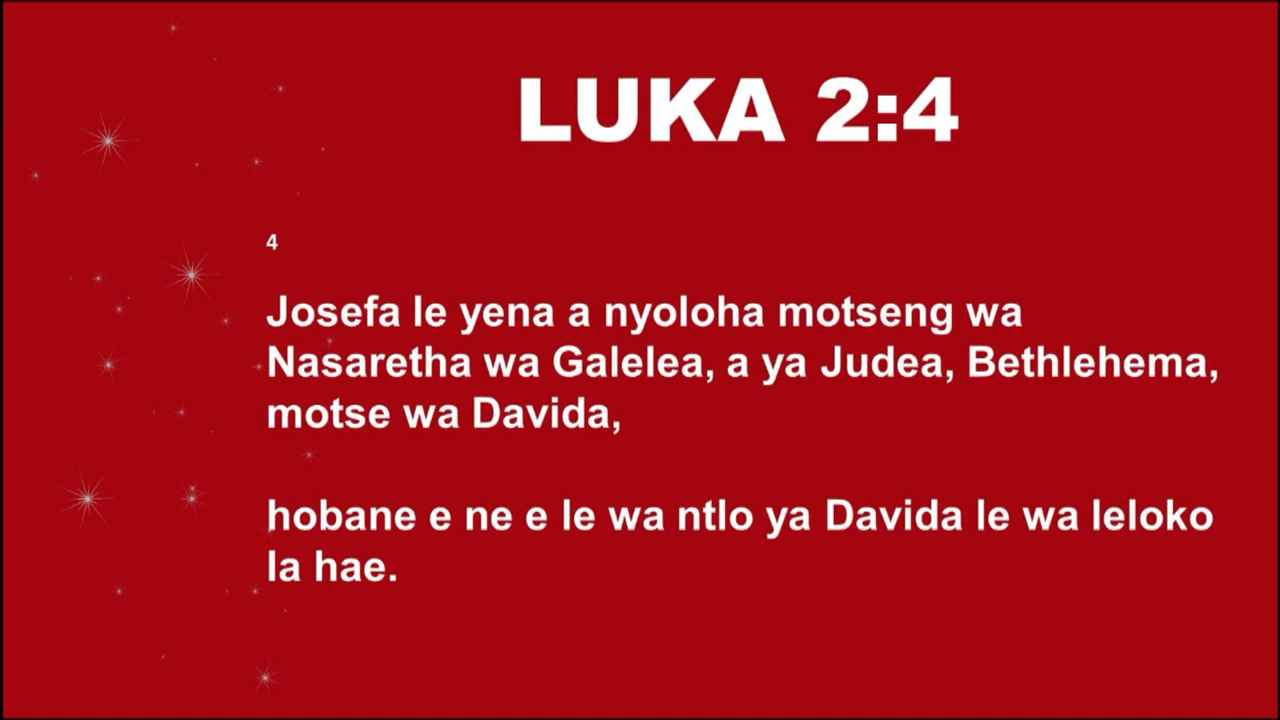 LUKA 2:4
4
Josefa le yena a nyoloha motseng wa
Nasaretha wa Galelea, a ya Judea, Bethlehema,
motse wa Davida,
hobane e ne e le wa ntlo ya Davida le wa leloko
la hae.